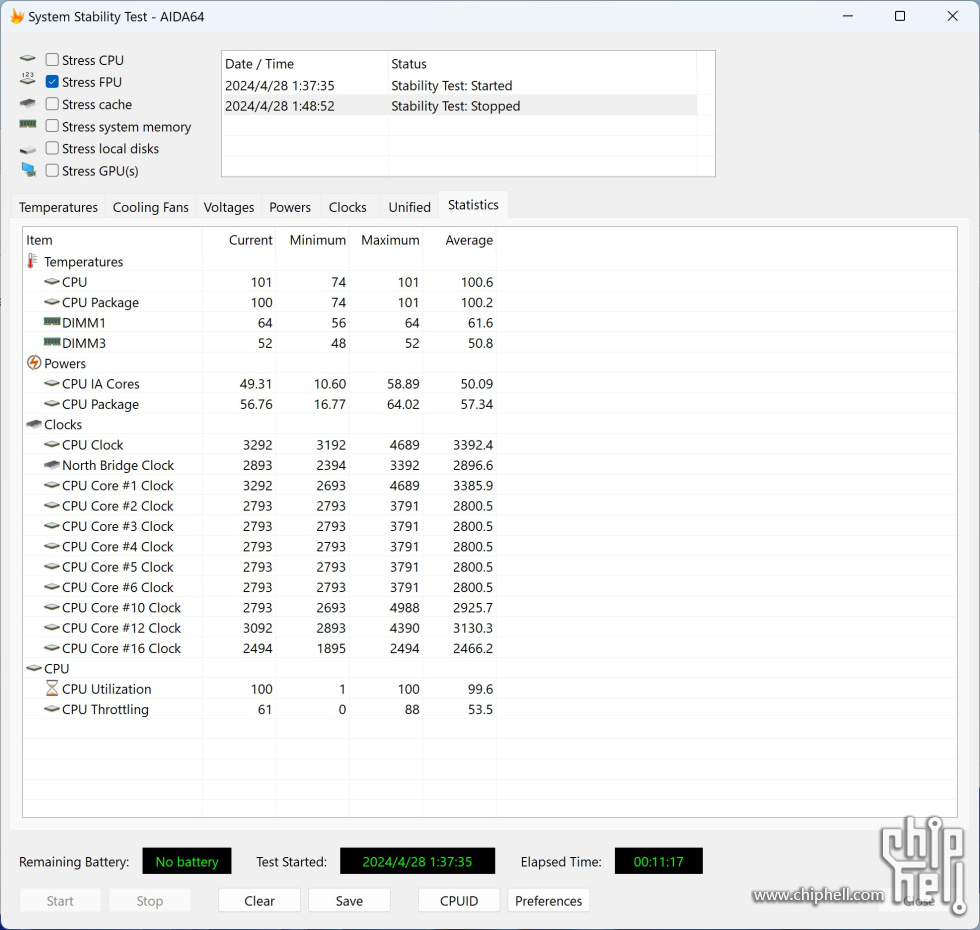 System Stability Test - AIDA64
Stress CPU
Stress FPU
Stress cache
Stress system memory
Stress local disks
Stress GPU(s)
Date / Time Status
2024/4/28 1:37:35 Stability Test: Started
2024/4/28 1:48:52 Stability Test: Stopped
Temperatures Cooling Fans Voltages Powers Clocks Unified Statistics
Item Current Minimum Maximum Average
Temperatures
CPU 101 74 101 100.6
CPU Package 100 74 101 100.2
DIMM1 64 56 64 61.6
DIMM3 52 48 52 50.8
Powers
CPU IA Cores 49.31 10.60 58.89 50.09
CPU Package 56.76 16.77 64.02 57.34
Clocks
CPU Clock 3292 3192 4689 3392.4
North Bridge Clock 2893 2394 3392 2896.6
CPU Core #1 Clock 3292 2693 4689 3385.9
CPU Core #2 Clock 2793 2793 3791 2800.5
CPU Core #3 Clock 2793 2793 3791 2800.5
CPU Core #4 Clock 2793 2793 3791 2800.5
CPU Core #5 Clock 2793 2793 3791 2800.5
CPU Core #6 Clock 2793 2793 3791 2800.5
CPU Core #10 Clock 2793 2693 4988 2925.7
CPU Core #12 Clock 3092 2893 4390 3130.3
CPU Core #16 Clock 2494 1895 2494 2466.2
CPU
CPU Utilization 100 1 100 99.6
CPU Throttling 61 0 88 53.5
Remaining Battery: No battery Test Started: 2024/4/28 1:37:35 Elapsed Time: 00:11:17
Start Stop Clear Save CPUID Preferences Close
www.chiphell.com
chip
hell